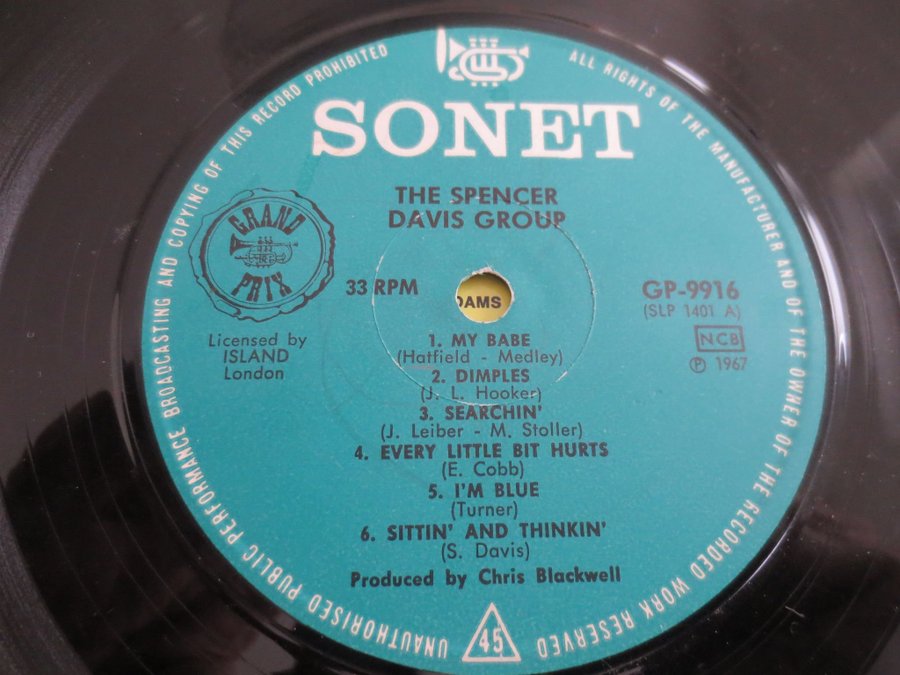 SONET
THE SPENCER
DAVIS GROUP
GRAND
PRIX
33 RPM
GP-9916
(SLP 1401 A)
NCB
℗ 1967
Licensed by
ISLAND
London
DAMS
1. MY BABE
(Hatfield - Medley)
2. DIMPLES
(J. L. Hooker)
3. SEARCHIN'
(J. Leiber - M. Stoller)
4. EVERY LITTLE BIT HURTS
(E. Cobb)
5. I'M BLUE
(Turner)
6. SITTIN' AND THINKIN'
(S. Davis)
Produced by Chris Blackwell
45
ALL RIGHTS OF THE MANUFACTURER AND OF THE OWNER OF THE RECORDED WORK RESERVED
UNAUTHORISED PUBLIC PERFORMANCE BROADCASTING AND COPYING OF THIS RECORD PROHIBITED